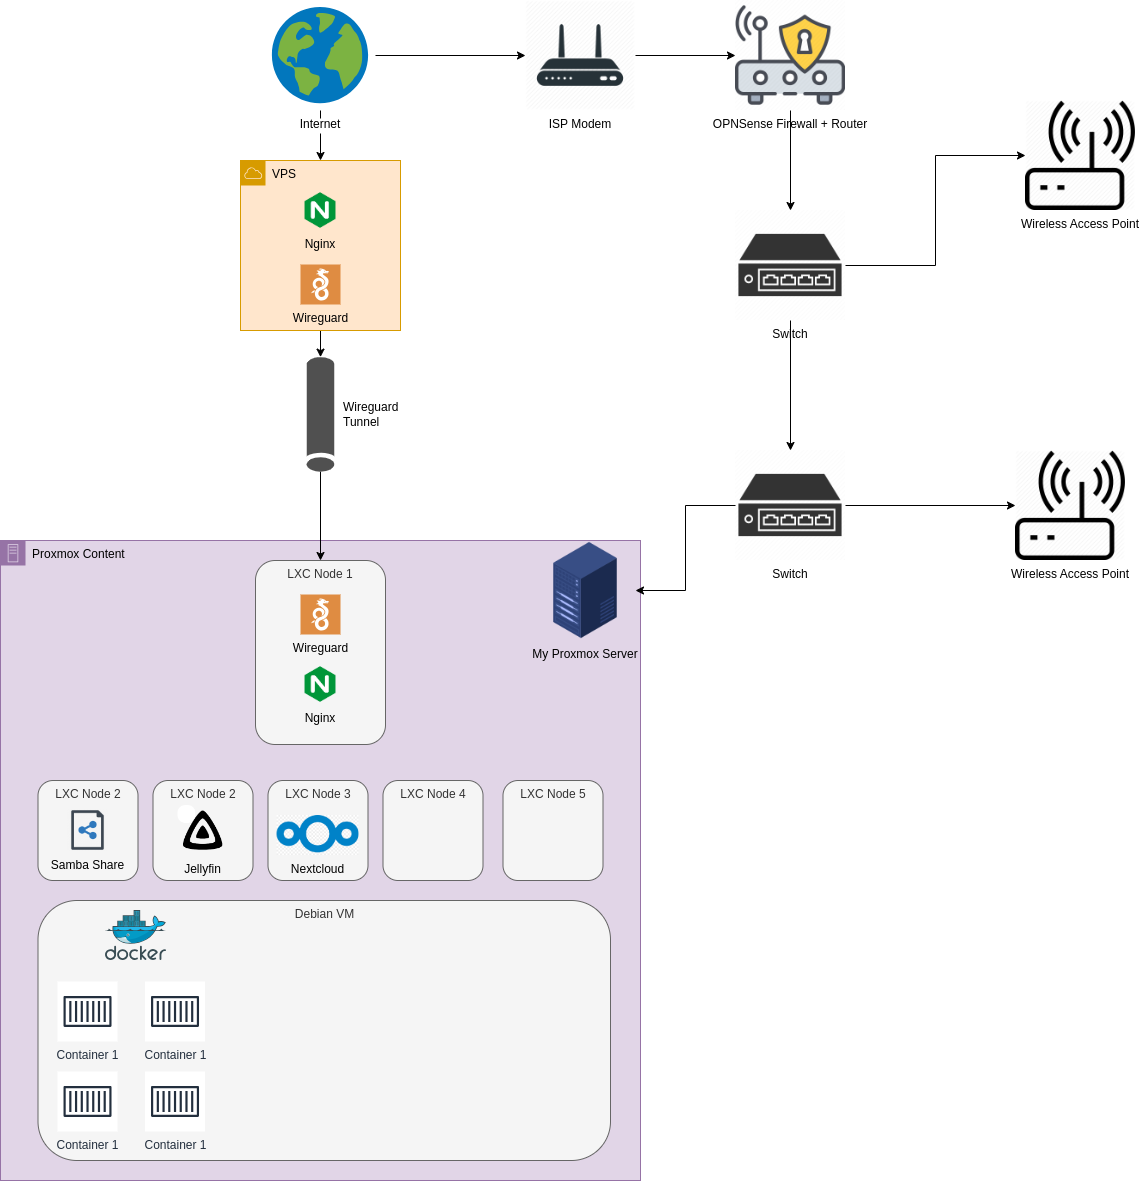 Internet
ISP Modem
OPNSense Firewall + Router
VPS
Nginx
Wireguard
Wireless Access Point
Switch
Wireguard
Tunnel
Switch
Wireless Access Point
Proxmox Content
My Proxmox Server
LXC Node 1
Wireguard
Nginx
LXC Node 2
Samba Share
LXC Node 2
Jellyfin
LXC Node 3
Nextcloud
LXC Node 4
LXC Node 5
Debian VM
docker
Container 1
Container 1
Container 1
Container 1